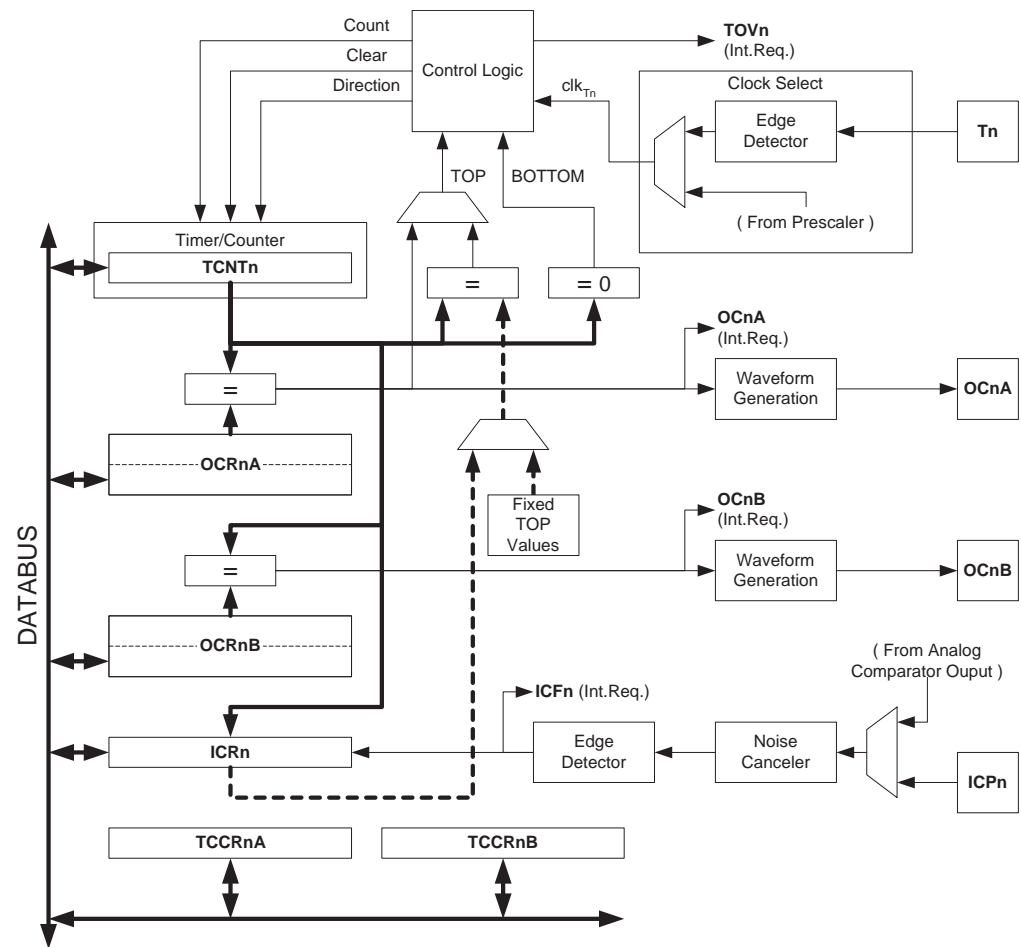 Count
Clear
Direction
Control Logic
TOVn
(Int.Req.)
clkTn
Clock Select
Edge
Detector
Tn
( From Prescaler )
TOP
BOTTOM
Timer/Counter
TCNTn
=
= 0
OCnA
(Int.Req.)
=
Waveform
Generation
OCnA
OCRnA
Fixed
TOP
Values
OCnB
(Int.Req.)
=
Waveform
Generation
OCnB
OCRnB
DATABUS
( From Analog
Comparator Ouput )
ICFn (Int.Req.)
ICRn
Edge
Detector
Noise
Canceler
ICPn
TCCRnA
TCCRnB